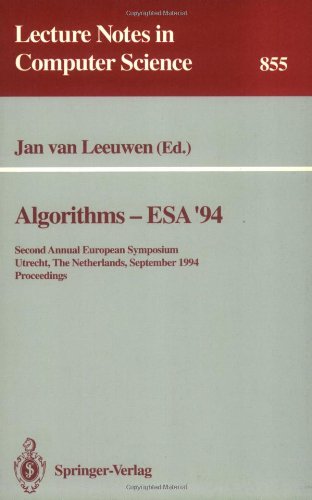 Lecture Notes in
Computer Science 855
Jan van Leeuwen (Ed.)
Algorithms – ESA '94
Second Annual European Symposium
Utrecht, The Netherlands, September 1994
Proceedings
Springer-Verlag